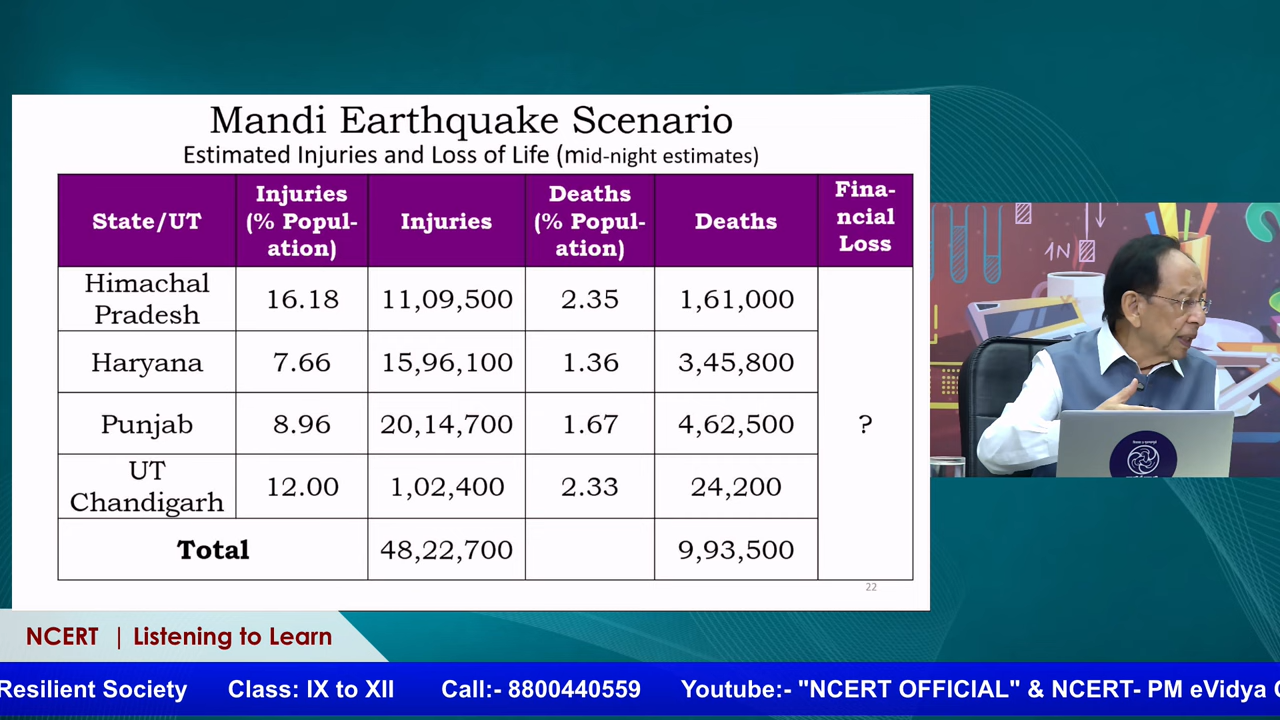 Mandi Earthquake Scenario
Estimated Injuries and Loss of Life (mid-night estimates)
State/UT
Injuries
(% Popul-
ation)
Injuries
Deaths
(% Popul-
ation)
Deaths
Fina-
ncial
Loss
Himachal
Pradesh
16.18
11,09,500
2.35
1,61,000
Haryana
7.66
15,96,100
1.36
3,45,800
Punjab
8.96
20,14,700
1.67
4,62,500
?
UT
Chandigarh
12.00
1,02,400
2.33
24,200
Total
48,22,700
9,93,500
22
IN
NCERT | Listening to Learn
Resilient Society Class: IX to XII Call:- 8800440559 Youtube:- "NCERT OFFICIAL" & NCERT- PM eVidya